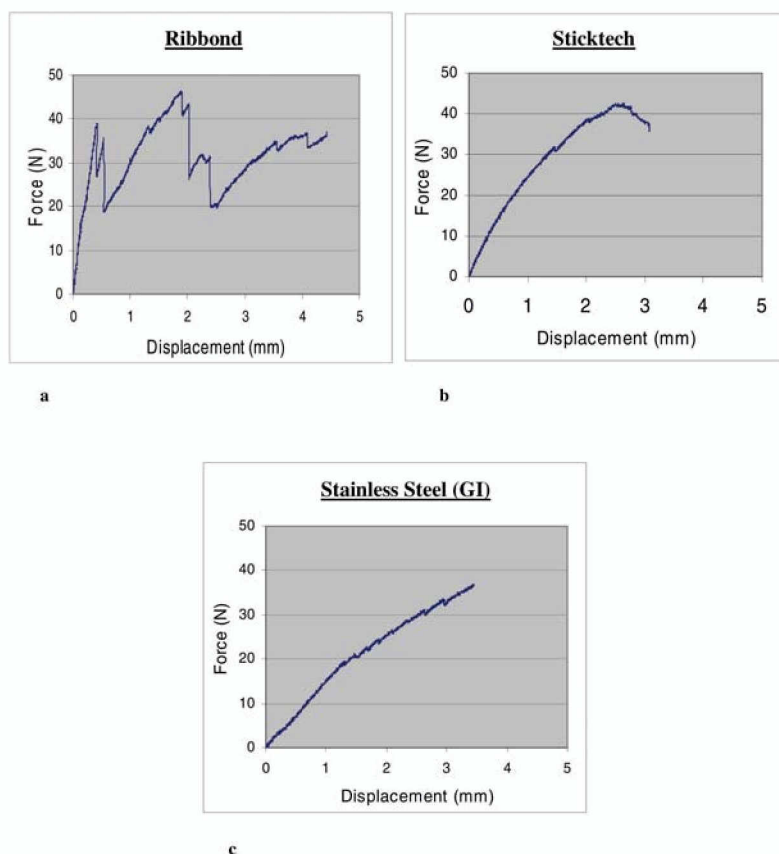 Ribbond
50
40
30
20
10
0
Force (N)
0 1 2 3 4 5
Displacement (mm)
a
Sticktech
50
40
30
20
10
0
Force (N)
0 1 2 3 4 5
Displacement (mm)
b
Stainless Steel (GI)
50
40
30
20
10
0
Force (N)
0 1 2 3 4 5
Displacement (mm)
c